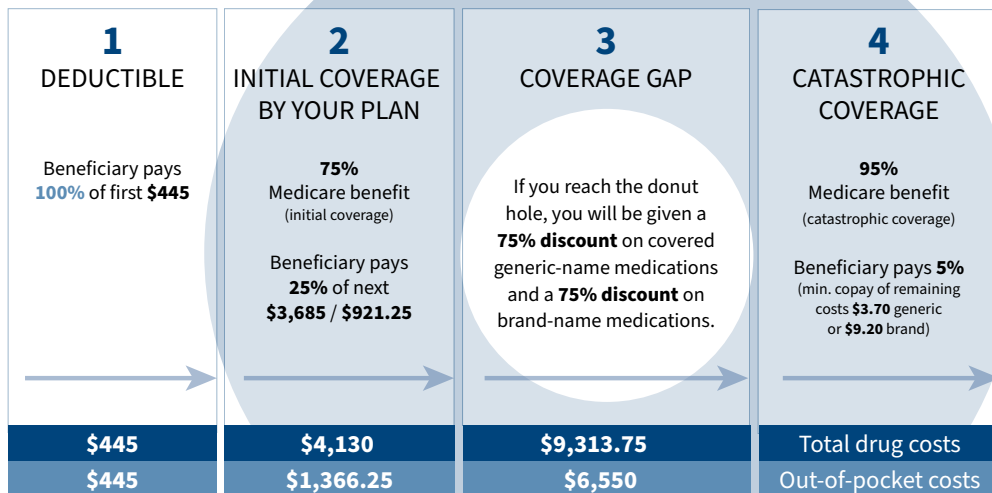 1
DEDUCTIBLE
Beneficiary pays
100% of first $445
2
INITIAL COVERAGE
BY YOUR PLAN
75%
Medicare benefit
(initial coverage)
Beneficiary pays
25% of next
$3,685 / $921.25
3
COVERAGE GAP
If you reach the donut
hole, you will be given a
75% discount on covered
generic-name medications
and a 75% discount on
brand-name medications.
4
CATASTROPHIC
COVERAGE
95%
Medicare benefit
(catastrophic coverage)
Beneficiary pays 5%
(min. copay of remaining
costs $3.70 generic
or $9.20 brand)
$445 $4,130 $9,313.75 Total drug costs
$445 $1,366.25 $6,550 Out-of-pocket costs